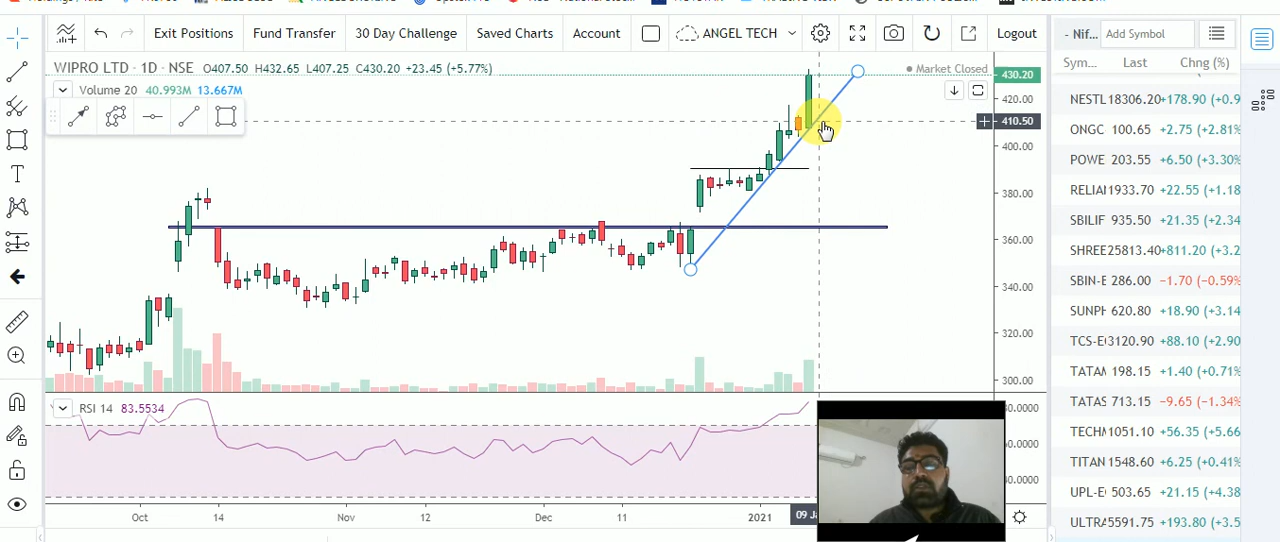 Exit Positions Fund Transfer 30 Day Challenge Saved Charts Account ANGEL TECH Logout
- Nif... Add Symbol
WIPRO LTD · 1D · NSE O407.50 H432.65 L407.25 C430.20 +23.45 (+5.77%)
Market Closed
Sym... Last Chng (%)
Volume 20 40.993M 13.667M
430.20
420.00
410.50
400.00
380.00
360.00
340.00
320.00
300.00
NESTL 18306.20 +178.90 (+0.9
ONGC 100.65 +2.75 (+2.81%
POWE 203.55 +6.50 (+3.30%
RELIAI 1933.70 +22.55 (+1.18
SBILIF 935.50 +21.35 (+2.34
SHREE 25813.40 +811.20 (+3.2
SBIN-E 286.00 −1.70 (−0.59%
SUNPH 620.80 +18.90 (+3.14
TCS-E 3120.90 +88.10 (+2.90
TATAM 198.15 +1.40 (+0.71%
TATAS 713.15 −9.65 (−1.34%
TECHM 1051.10 +56.35 (+5.66
TITAN 1548.60 +6.25 (+0.41%
UPL-E 503.65 +21.15 (+4.38%
ULTRA 5591.75 +193.80 (+3.5
RSI 14 83.5534
Oct 14 Nov 12 Dec 11 2021 09 Ja